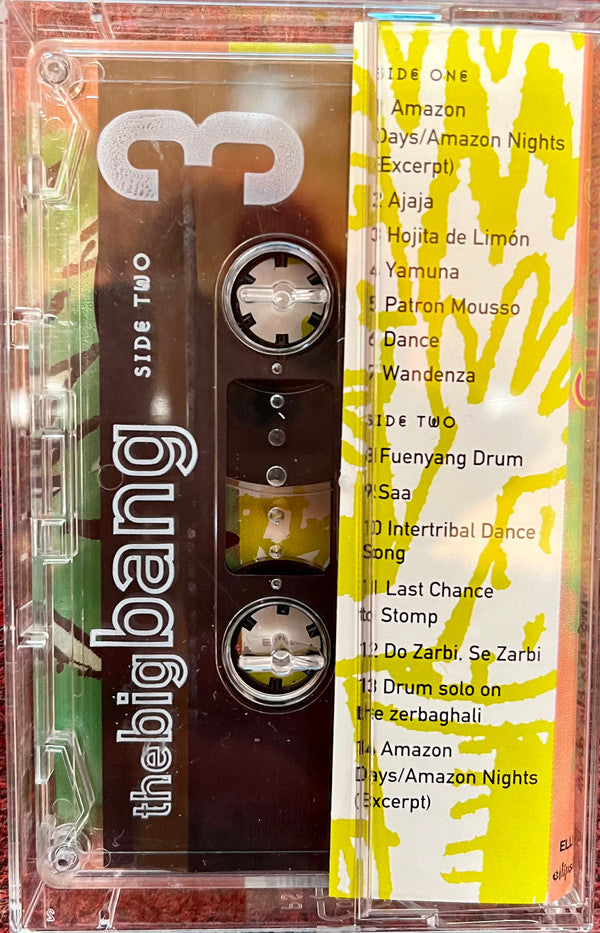 3
SIDE TWO
thebigbang
SIDE ONE
1 Amazon
Days/Amazon Nights
(Excerpt)
2 Ajaja
3 Hojita de Limón
4 Yamuna
5 Patron Mousso
6 Dance
7 Wandenza
SIDE TWO
8 Fuenyang Drum
9 Saa
10 Intertribal Dance
Song
11 Last Chance
to Stomp
12 Do Zarbi, Se Zarbi
13 Drum solo on
the zerbaghali
14 Amazon
Days/Amazon Nights
(Excerpt)
ELL
ellips